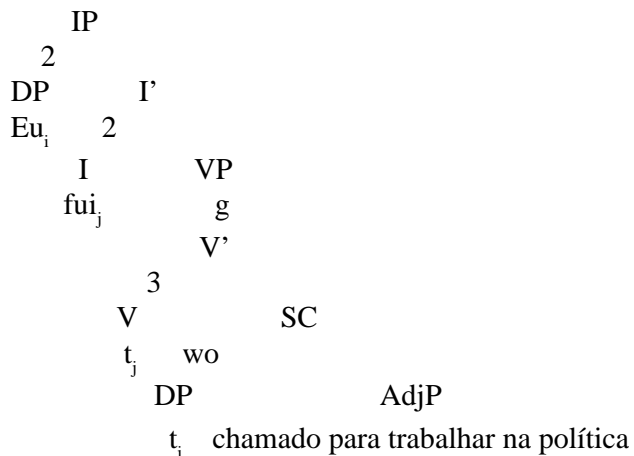 IP
2
DP I’
Eui 2
I VP
fuij g
V’
3
V SC
tj wo
DP AdjP
ti chamado para trabalhar na política